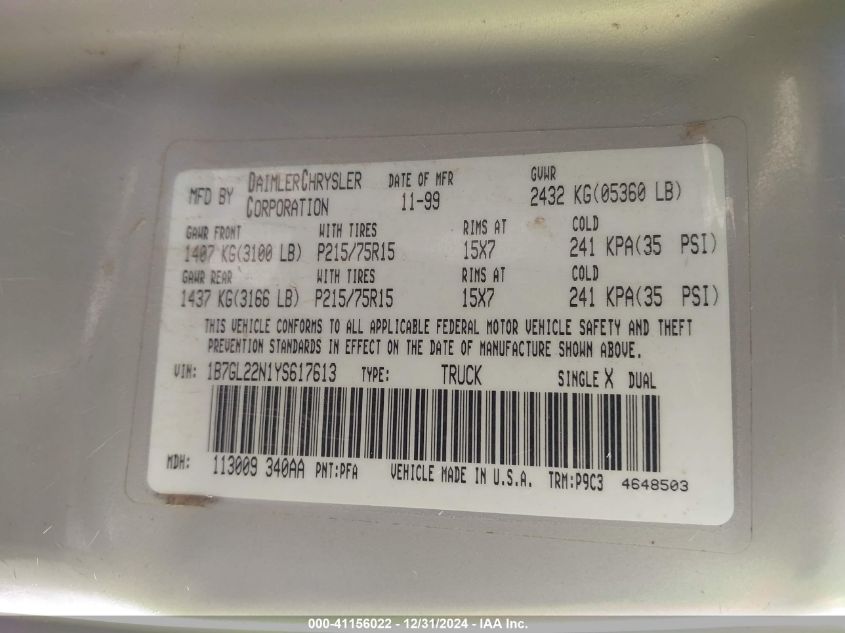 MFD BY DAIMLERCHRYSLER CORPORATION DATE OF MFR 11-99 GVWR 2432 KG(05360 LB)
GAWR FRONT WITH TIRES RIMS AT COLD
1407 KG(3100 LB) P215/75R15 15X7 241 KPA(35 PSI)
GAWR REAR WITH TIRES RIMS AT COLD
1437 KG(3166 LB) P215/75R15 15X7 241 KPA(35 PSI)
THIS VEHICLE CONFORMS TO ALL APPLICABLE FEDERAL MOTOR VEHICLE SAFETY AND THEFT
PREVENTION STANDARDS IN EFFECT ON THE DATE OF MANUFACTURE SHOWN ABOVE.
VIN: 1B7GL22N1YS617613 TYPE: TRUCK SINGLE X DUAL
MDH: 113009 340AA PNT:PFA VEHICLE MADE IN U.S.A. TRM:P9C3 4648503
000-41156022 - 12/31/2024 - IAA Inc.